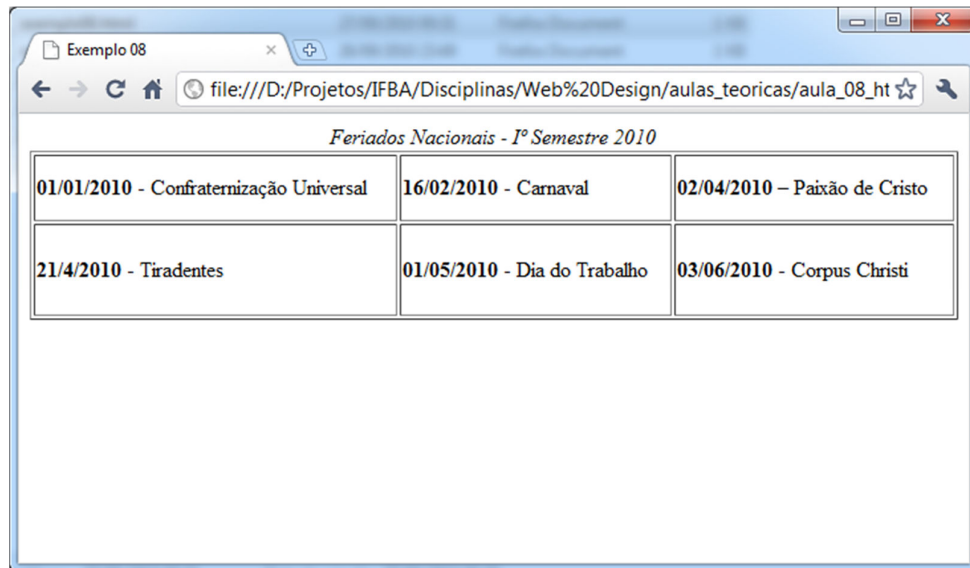 Exemplo 08
file:///D:/Projetos/IFBA/Disciplinas/Web%20Design/aulas_teoricas/aula_08_ht
Feriados Nacionais - Iº Semestre 2010
01/01/2010 - Confraternização Universal
16/02/2010 - Carnaval
02/04/2010 – Paixão de Cristo
21/4/2010 - Tiradentes
01/05/2010 - Dia do Trabalho
03/06/2010 - Corpus Christi